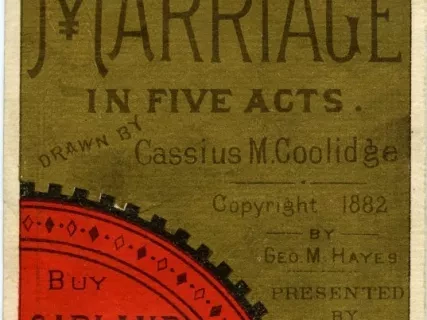 MARRIAGE
IN FIVE ACTS.
DRAWN BY
Cassius M. Coolidge
Copyright 1882
BY
GEO. M. HAYES
PRESENTED
BY
BUY